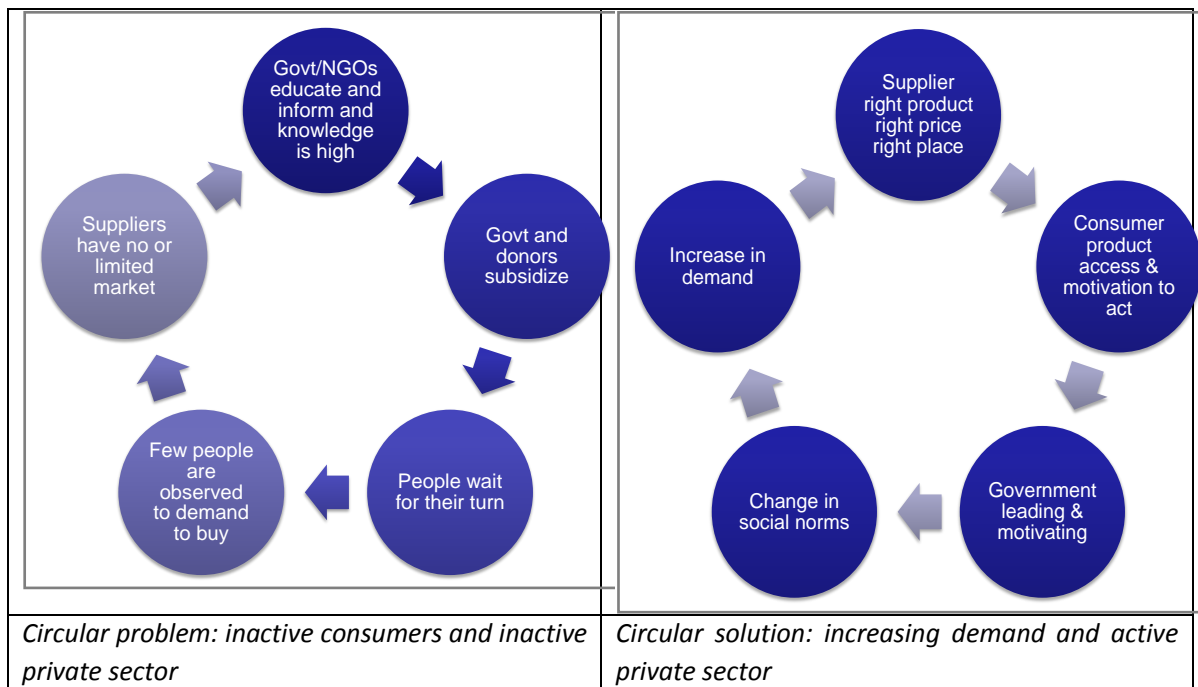 Govt/NGOs
educate and
inform and
knowledge
is high
Govt and
donors
subsidize
People wait
for their turn
Few people
are
observed
to demand
to buy
Suppliers
have no or
limited
market
Supplier
right product
right price
right place
Consumer
product
access &
motivation to
act
Government
leading &
motivating
Change in
social norms
Increase in
demand
Circular problem: inactive consumers and inactive
private sector
Circular solution: increasing demand and active
private sector